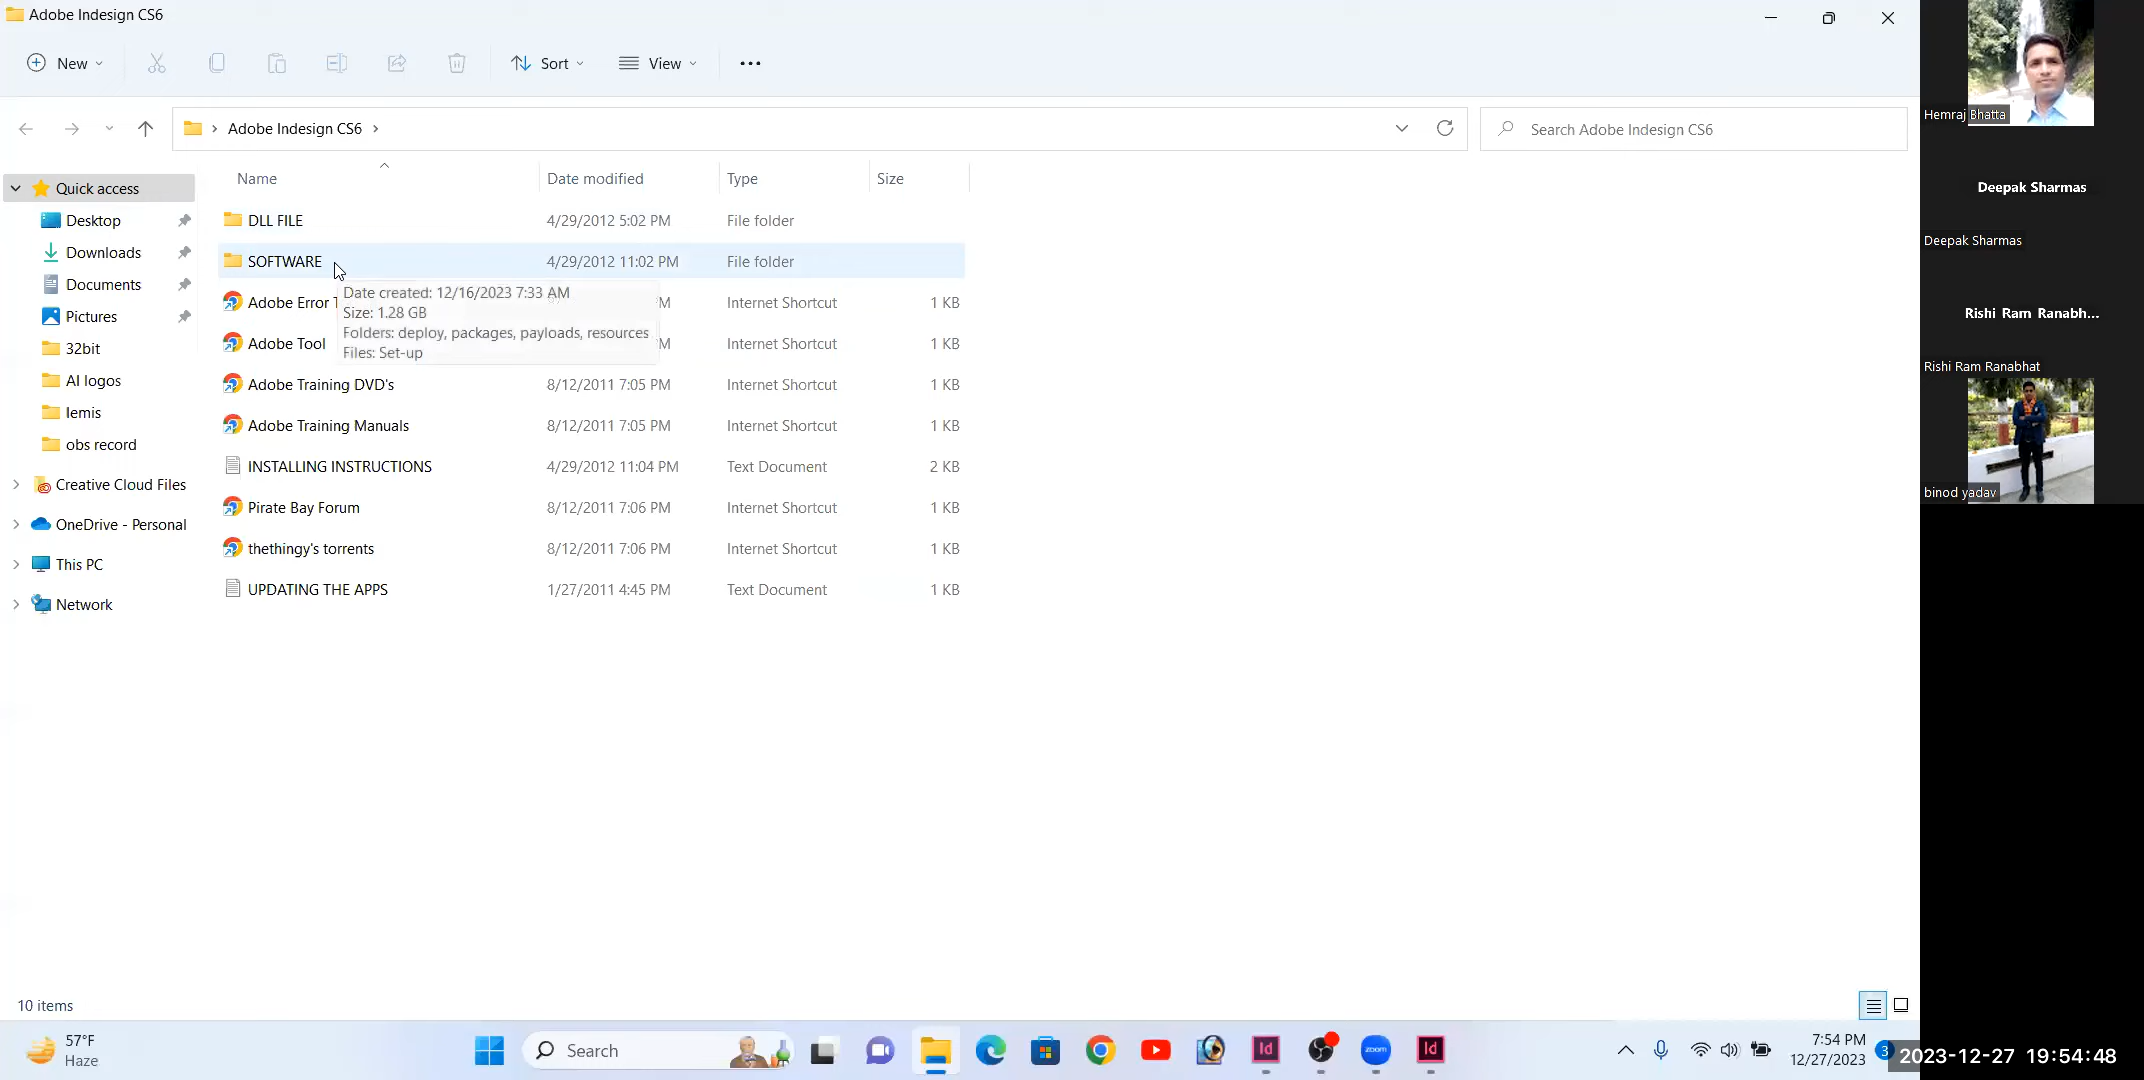 Adobe Indesign CS6
New
Sort
View
Adobe Indesign CS6
Search Adobe Indesign CS6
Name
Date modified
Type
Size
Quick access
Desktop
Downloads
Documents
Pictures
32bit
AI logos
Iemis
obs record
Creative Cloud Files
OneDrive - Personal
This PC
Network
DLL FILE 4/29/2012 5:02 PM File folder
SOFTWARE 4/29/2012 11:02 PM File folder
Adobe Error Internet Shortcut 1 KB
Adobe Tool Internet Shortcut 1 KB
Date created: 12/16/2023 7:33 AM
Size: 1.28 GB
Folders: deploy, packages, payloads, resources
Files: Set-up
Adobe Training DVD's 8/12/2011 7:05 PM Internet Shortcut 1 KB
Adobe Training Manuals 8/12/2011 7:05 PM Internet Shortcut 1 KB
INSTALLING INSTRUCTIONS 4/29/2012 11:04 PM Text Document 2 KB
Pirate Bay Forum 8/12/2011 7:06 PM Internet Shortcut 1 KB
thethingy's torrents 8/12/2011 7:06 PM Internet Shortcut 1 KB
UPDATING THE APPS 1/27/2011 4:45 PM Text Document 1 KB
10 items
Hemraj Bhatta
Deepak Sharmas
Deepak Sharmas
Rishi Ram Ranabh...
Rishi Ram Ranabhat
binod yadav
57°F
Haze
Search
Id
zoom
Id
7:54 PM
12/27/2023
3
2023-12-27 19:54:48